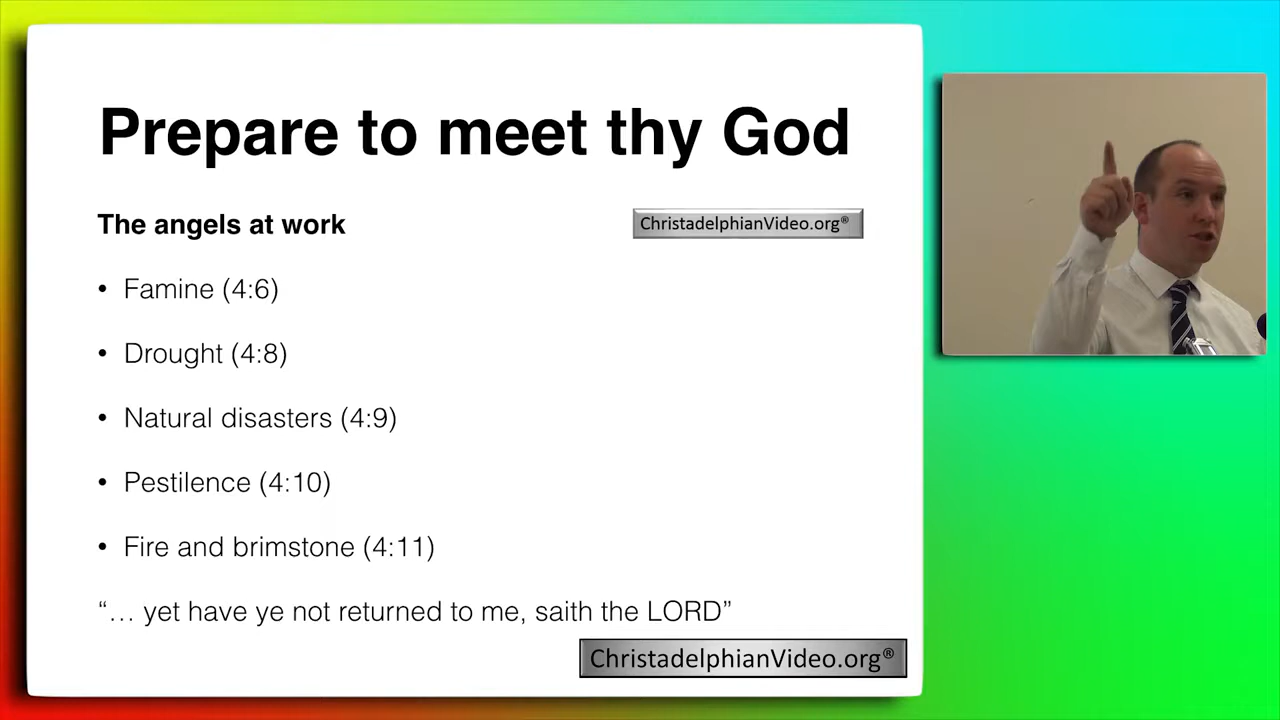 Prepare to meet thy God
The angels at work
ChristadelphianVideo.org®
• Famine (4:6)
• Drought (4:8)
• Natural disasters (4:9)
• Pestilence (4:10)
• Fire and brimstone (4:11)
“… yet have ye not returned to me, saith the LORD”
ChristadelphianVideo.org®